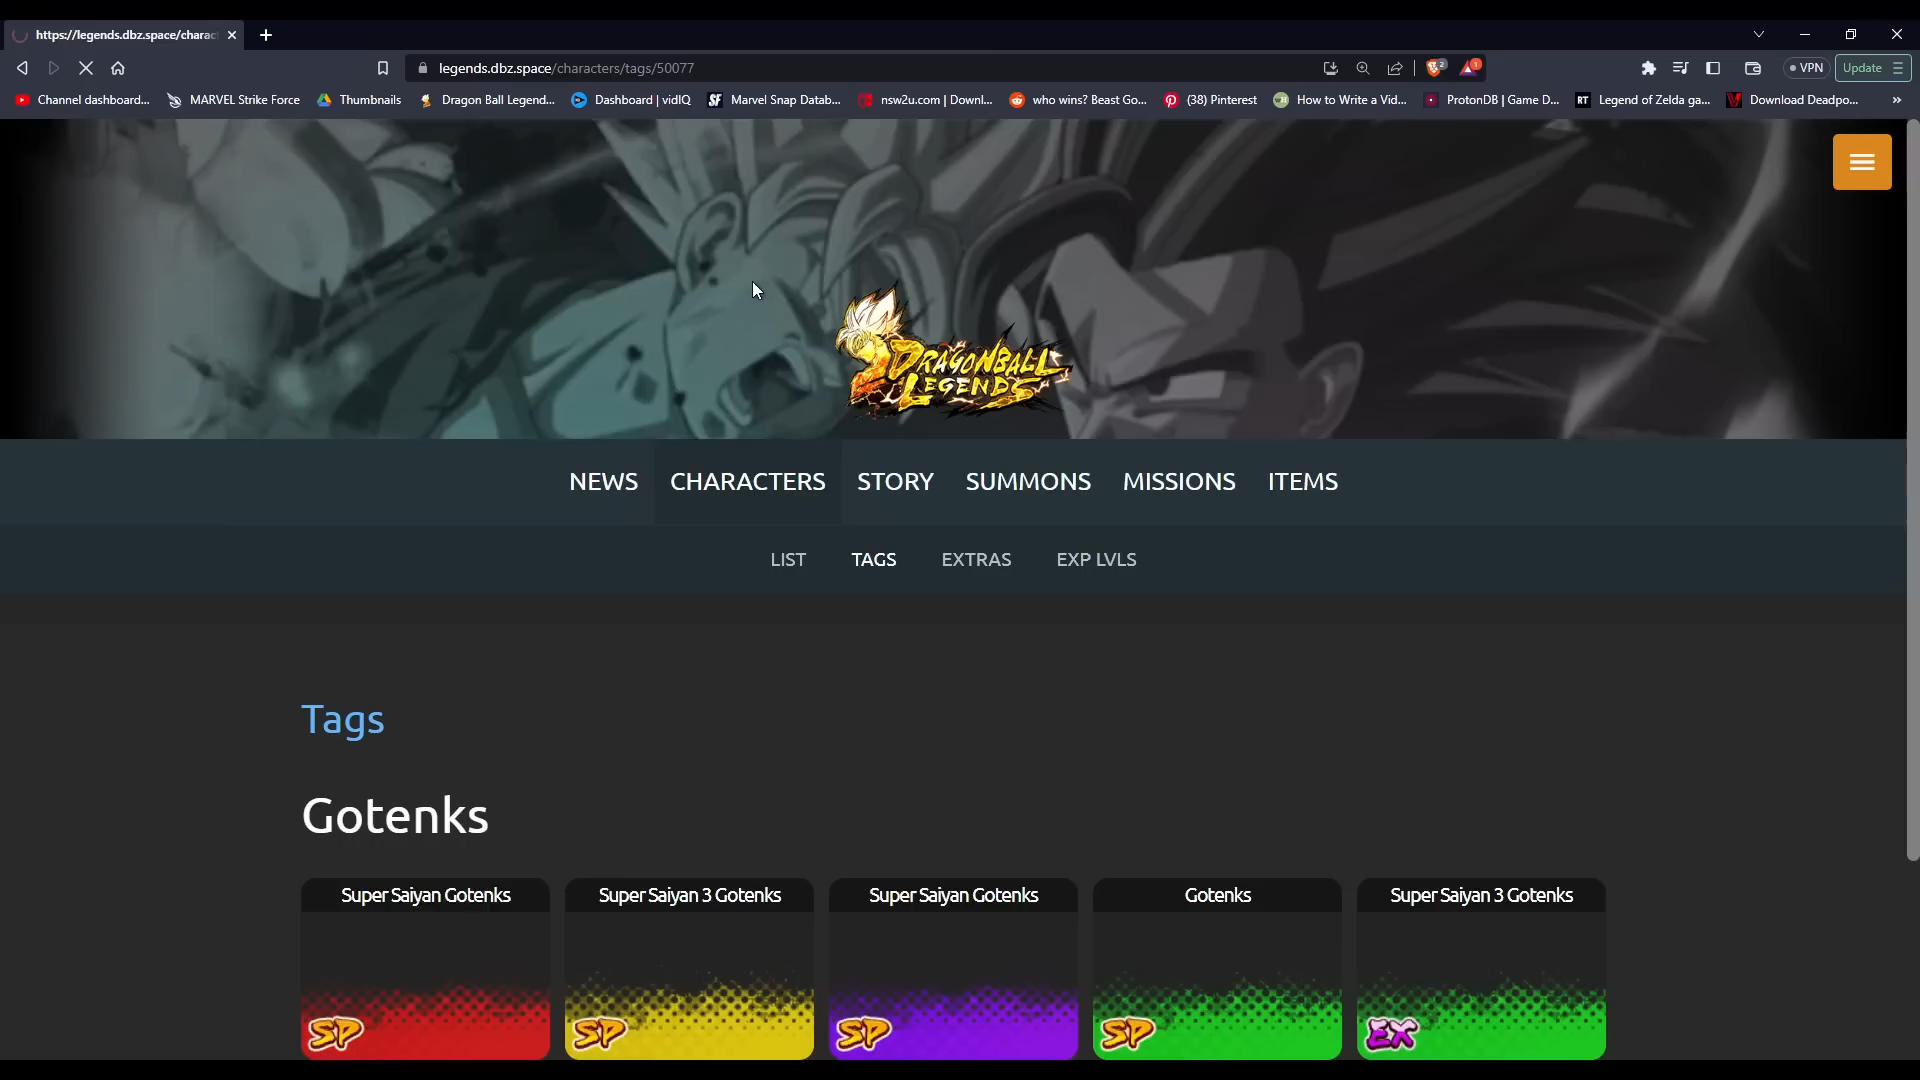 https://legends.dbz.space/charac
legends.dbz.space/characters/tags/50077
2
1
VPN
Update
Channel dashboard...
MARVEL Strike Force
Thumbnails
Dragon Ball Legend...
Dashboard | vidIQ
SF
Marvel Snap Datab...
nsw2u.com | Downl...
who wins? Beast Go...
(38) Pinterest
How to Write a Vid...
ProtonDB | Game D...
RT
Legend of Zelda ga...
Download Deadpo...
DRAGONBALL
LEGENDS
NEWS
CHARACTERS
STORY
SUMMONS
MISSIONS
ITEMS
LIST
TAGS
EXTRAS
EXP LVLS
Tags
Gotenks
Super Saiyan Gotenks
Super Saiyan 3 Gotenks
Super Saiyan Gotenks
Gotenks
Super Saiyan 3 Gotenks
SP
SP
SP
SP
EX